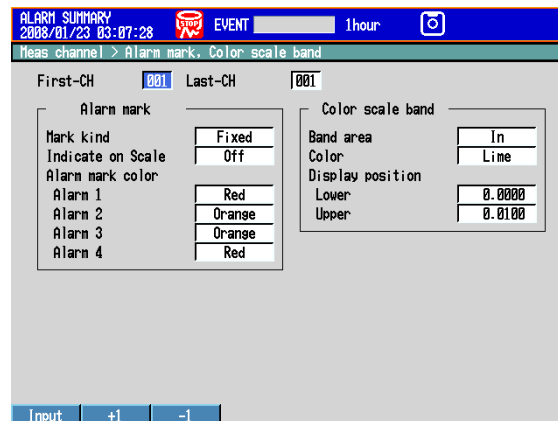 ALARM SUMMARY
2008/01/23 03:07:28 STOP EVENT 1hour
Meas channel > Alarm mark, Color scale band
First-CH 001 Last-CH 001
Alarm mark
Mark kind Fixed
Indicate on Scale Off
Alarm mark color
Alarm 1 Red
Alarm 2 Orange
Alarm 3 Orange
Alarm 4 Red
Color scale band
Band area In
Color Lime
Display position
Lower 0.0000
Upper 0.0100
Input +1 -1